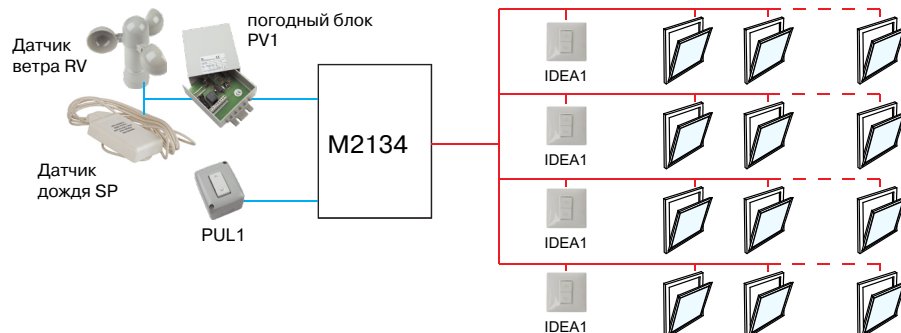 погодный блок
PV1
Датчик
ветра RV
IDEA1
M2134
IDEA1
Датчик
дождя SP
PUL1
IDEA1
IDEA1